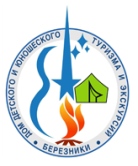 ДОМ ДЕТСКОГО И ЮНОШЕСКОГО ТУРИЗМА И ЭКСКУРСИЙ
БЕРЕЗНИКИ